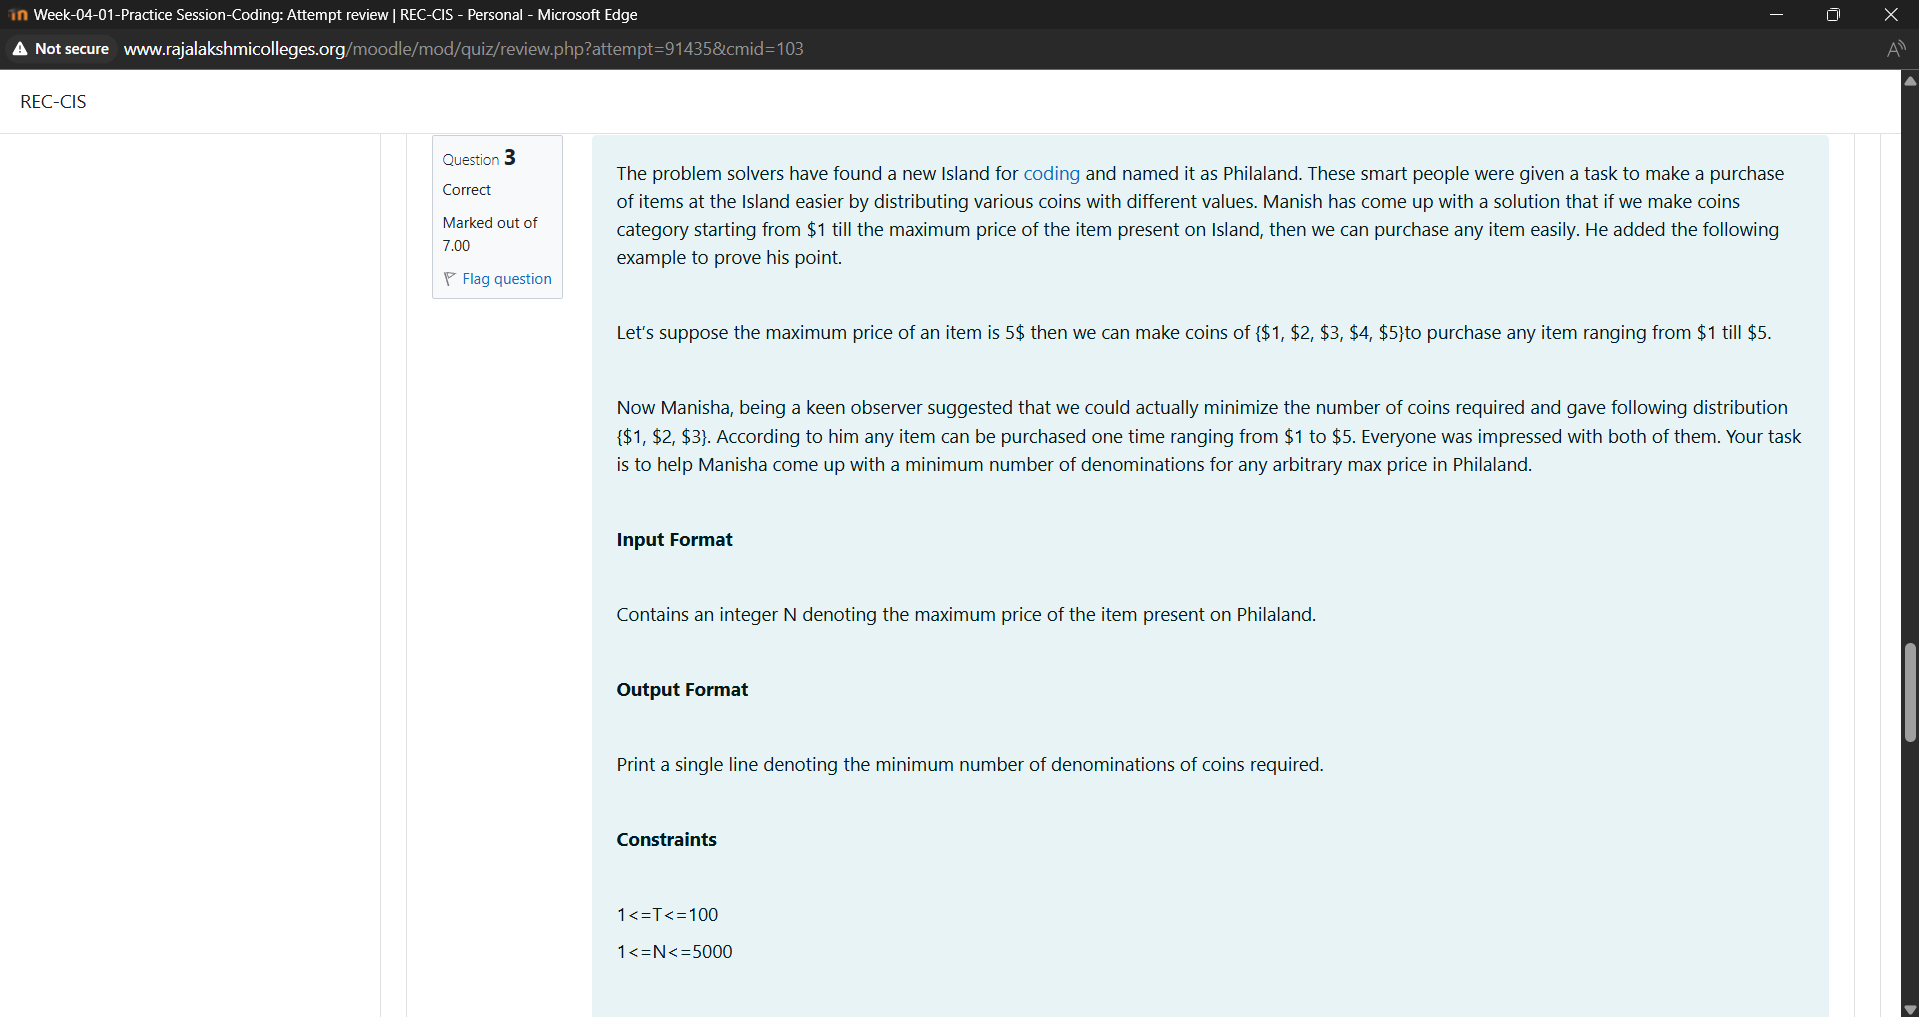 Week-04-01-Practice Session-Coding: Attempt review | REC-CIS - Personal - Microsoft Edge
Not secure www.rajalakshmicolleges.org/moodle/mod/quiz/review.php?attempt=91435&cmid=103
REC-CIS
Question 3
Correct
Marked out of
7.00
Flag question
The problem solvers have found a new Island for coding and named it as Philaland. These smart people were given a task to make a purchase
of items at the Island easier by distributing various coins with different values. Manish has come up with a solution that if we make coins
category starting from $1 till the maximum price of the item present on Island, then we can purchase any item easily. He added the following
example to prove his point.
Let's suppose the maximum price of an item is 5$ then we can make coins of {$1, $2, $3, $4, $5}to purchase any item ranging from $1 till $5.
Now Manisha, being a keen observer suggested that we could actually minimize the number of coins required and gave following distribution
{$1, $2, $3}. According to him any item can be purchased one time ranging from $1 to $5. Everyone was impressed with both of them. Your task
is to help Manisha come up with a minimum number of denominations for any arbitrary max price in Philaland.
Input Format
Contains an integer N denoting the maximum price of the item present on Philaland.
Output Format
Print a single line denoting the minimum number of denominations of coins required.
Constraints
1<=T<=100
1<=N<=5000